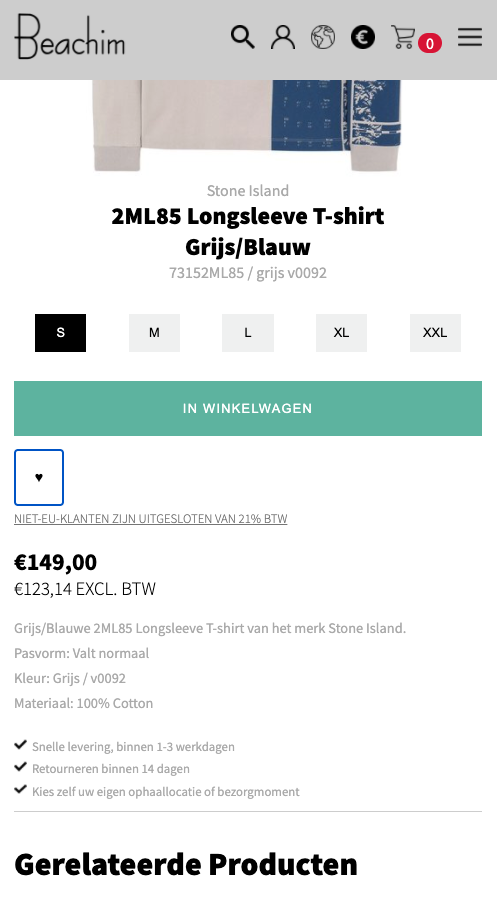 Beachim
€
0
Stone Island
2ML85 Longsleeve T-shirt
Grijs/Blauw
73152ML85 / grijs v0092
S M L XL XXL
IN WINKELWAGEN
♥
NIET-EU-KLANTEN ZIJN UITGESLOTEN VAN 21% BTW
€149,00
€123,14 EXCL. BTW
Grijs/Blauwe 2ML85 Longsleeve T-shirt van het merk Stone Island.
Pasvorm: Valt normaal
Kleur: Grijs / v0092
Materiaal: 100% Cotton
Snelle levering, binnen 1-3 werkdagen
Retourneren binnen 14 dagen
Kies zelf uw eigen ophaallocatie of bezorgmoment
Gerelateerde Producten